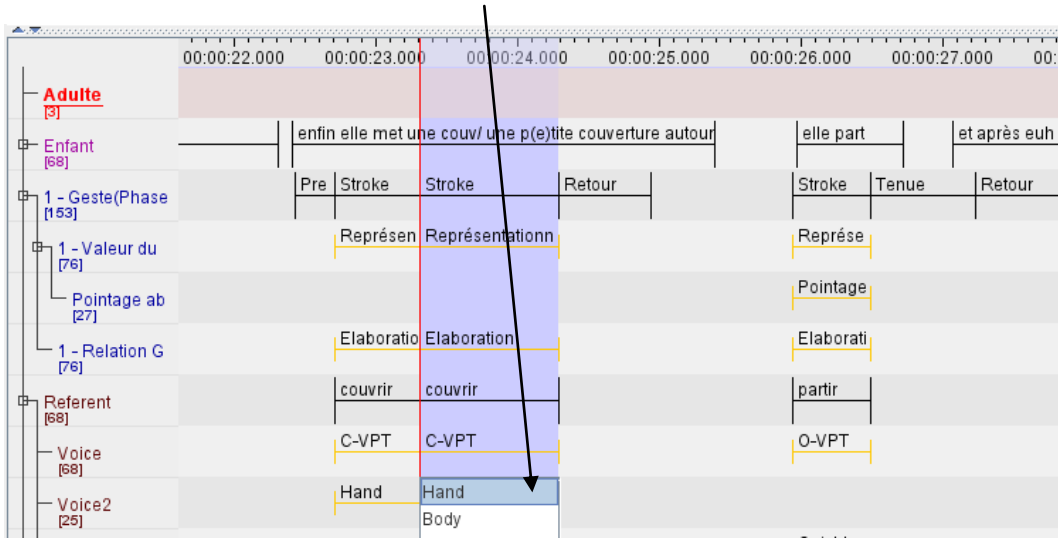 00:00:22.000 00:00:23.000 00:00:24.000 00:00:25.000 00:00:26.000 00:00:27.000 00:
Adulte
[3]
Enfant enfin elle met une couv/ une p(e)tite couverture autour elle part et après euh
[68]
1 - Geste(Phase Pre Stroke Stroke Retour Stroke Tenue Retour
[153]
1 - Valeur du Représen Représentationn Représe
[76]
Pointage ab Pointage
[27]
1 - Relation G Elaboratio Elaboration Elaborati
[76]
Referent couvrir couvrir partir
[68]
Voice C-VPT C-VPT O-VPT
[68]
Voice2 Hand Hand
[25]
Body